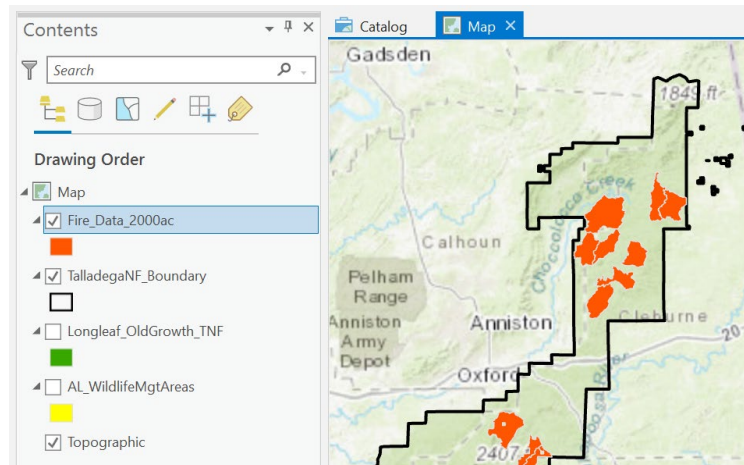 Contents
Catalog
Map
Search
Drawing Order
Map
Fire_Data_2000ac
TalladegaNF_Boundary
Longleaf_OldGrowth_TNF
AL_WildlifeMgtAreas
Topographic
Gadsden
1849 ft
Choccolocco Creek
Calhoun
Pelham
Range
Anniston
Army
Depot
Anniston
Cleburne
Oxford
20
2407